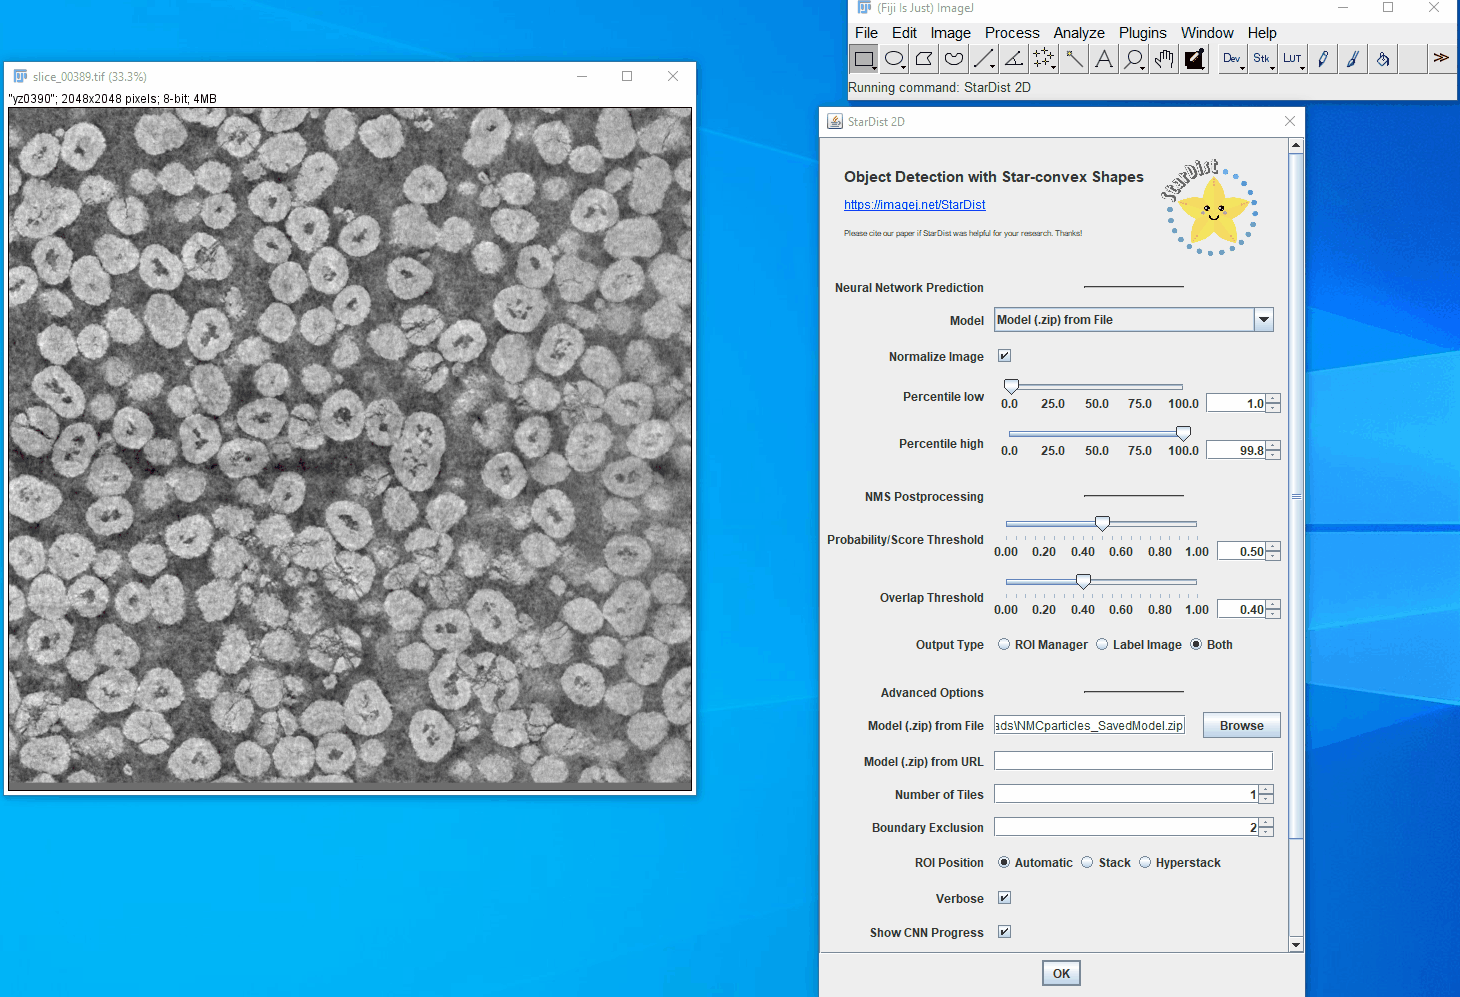 (Fiji Is Just) ImageJ
File Edit Image Process Analyze Plugins Window Help
Dev Stk LUT
Running command: StarDist 2D
slice_00389.tif (33.3%)
"yz0390"; 2048x2048 pixels; 8-bit; 4MB
StarDist 2D
Object Detection with Star-convex Shapes
StarDist
https://imagej.net/StarDist
Please cite our paper if StarDist was helpful for your research. Thanks!
Neural Network Prediction
Model Model (.zip) from File
Normalize Image
Percentile low 0.0 25.0 50.0 75.0 100.0 1.0
Percentile high 0.0 25.0 50.0 75.0 100.0 99.8
NMS Postprocessing
Probability/Score Threshold 0.00 0.20 0.40 0.60 0.80 1.00 0.50
Overlap Threshold 0.00 0.20 0.40 0.60 0.80 1.00 0.40
Output Type ROI Manager Label Image Both
Advanced Options
Model (.zip) from File ads\NMCparticles_SavedModel.zip Browse
Model (.zip) from URL
Number of Tiles 1
Boundary Exclusion 2
ROI Position Automatic Stack Hyperstack
Verbose
Show CNN Progress
OK